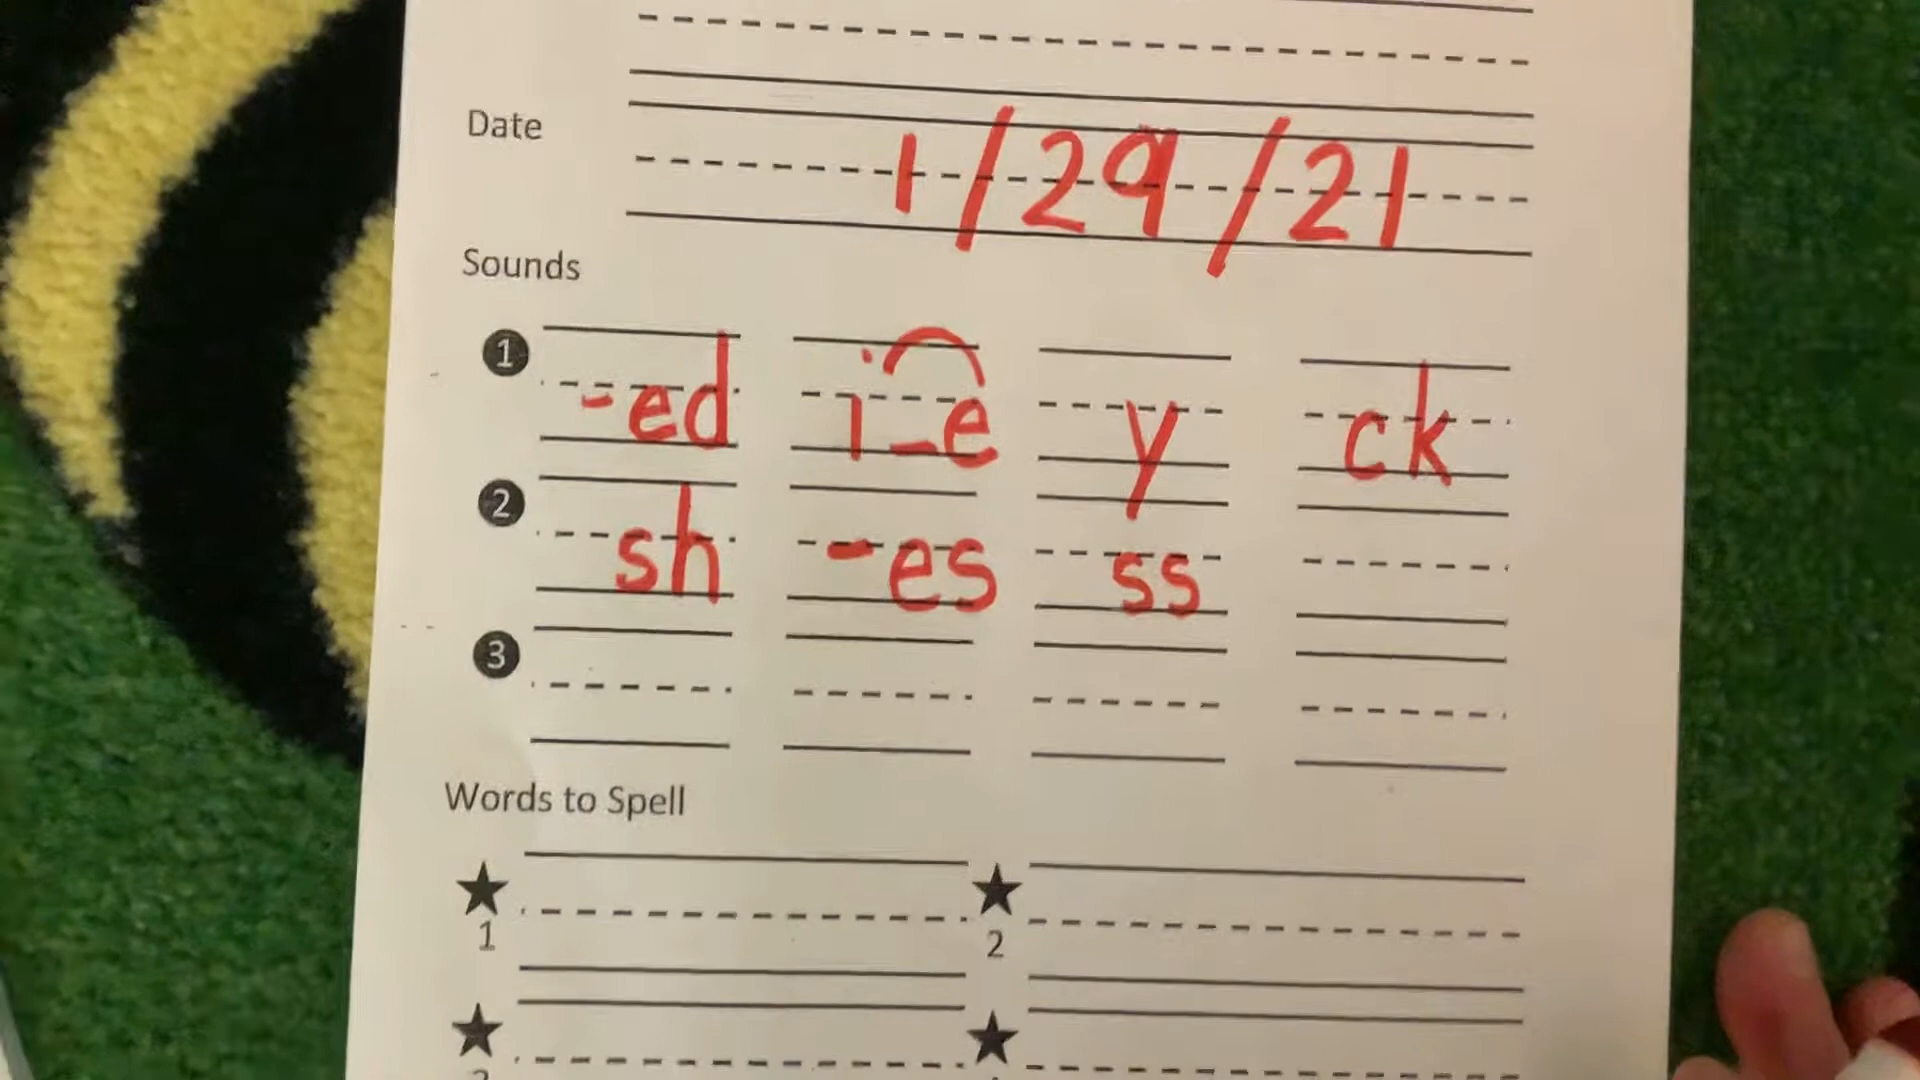 Date 1/29/21
Sounds
1 -ed i_e y ck
2 sh -es ss
3
Words to Spell
★ 1 ★ 2
★ ★